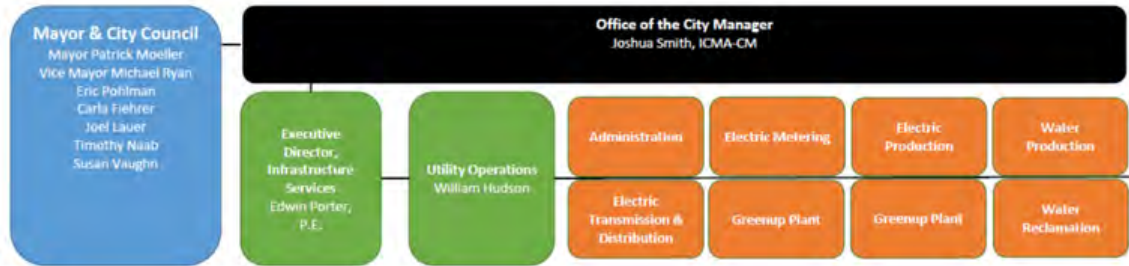 Mayor & City Council
Mayor Patrick Moeller
Vice Mayor Michael Ryan
Eric Pohlman
Carla Fiehrer
Joel Lauer
Timothy Naab
Susan Vaughn
Office of the City Manager
Joshua Smith, ICMA-CM
Executive
Director,
Infrastructure
Services
Edwin Porter,
P.E.
Utility Operations
William Hudson
Administration
Electric Metering
Electric
Production
Water
Production
Electric
Transmission &
Distribution
Greenup Plant
Greenup Plant
Water
Reclamation